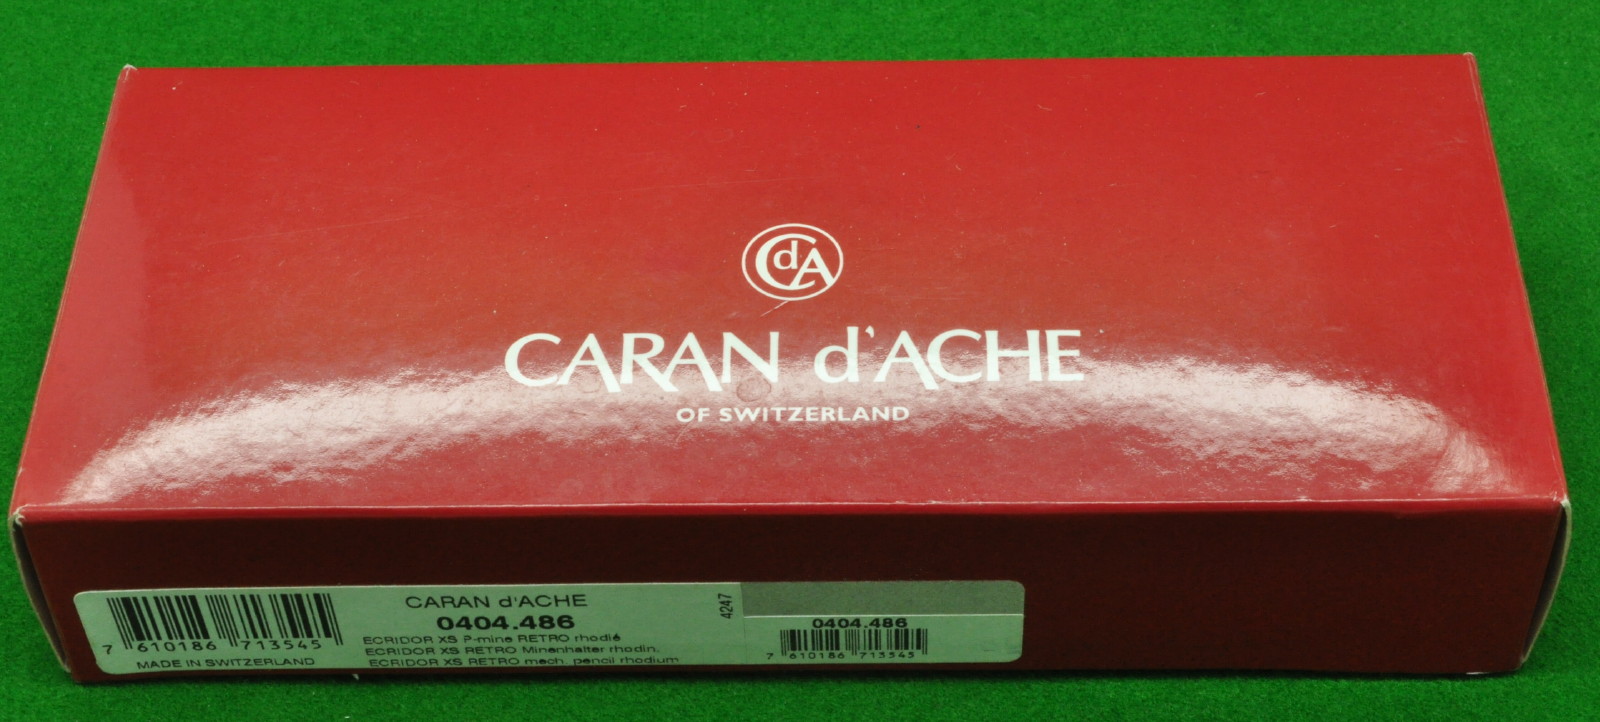 CdA
CARAN d'ACHE
OF SWITZERLAND
7 610186 713545
MADE IN SWITZERLAND
CARAN d'ACHE
0404.486
ECRIDOR XS P-mine RETRO rhodié
ECRIDOR XS RETRO Minenhalter rhodin.
ECRIDOR XS RETRO mech. pencil rhodium
4247
0404.486
7 610186 713545